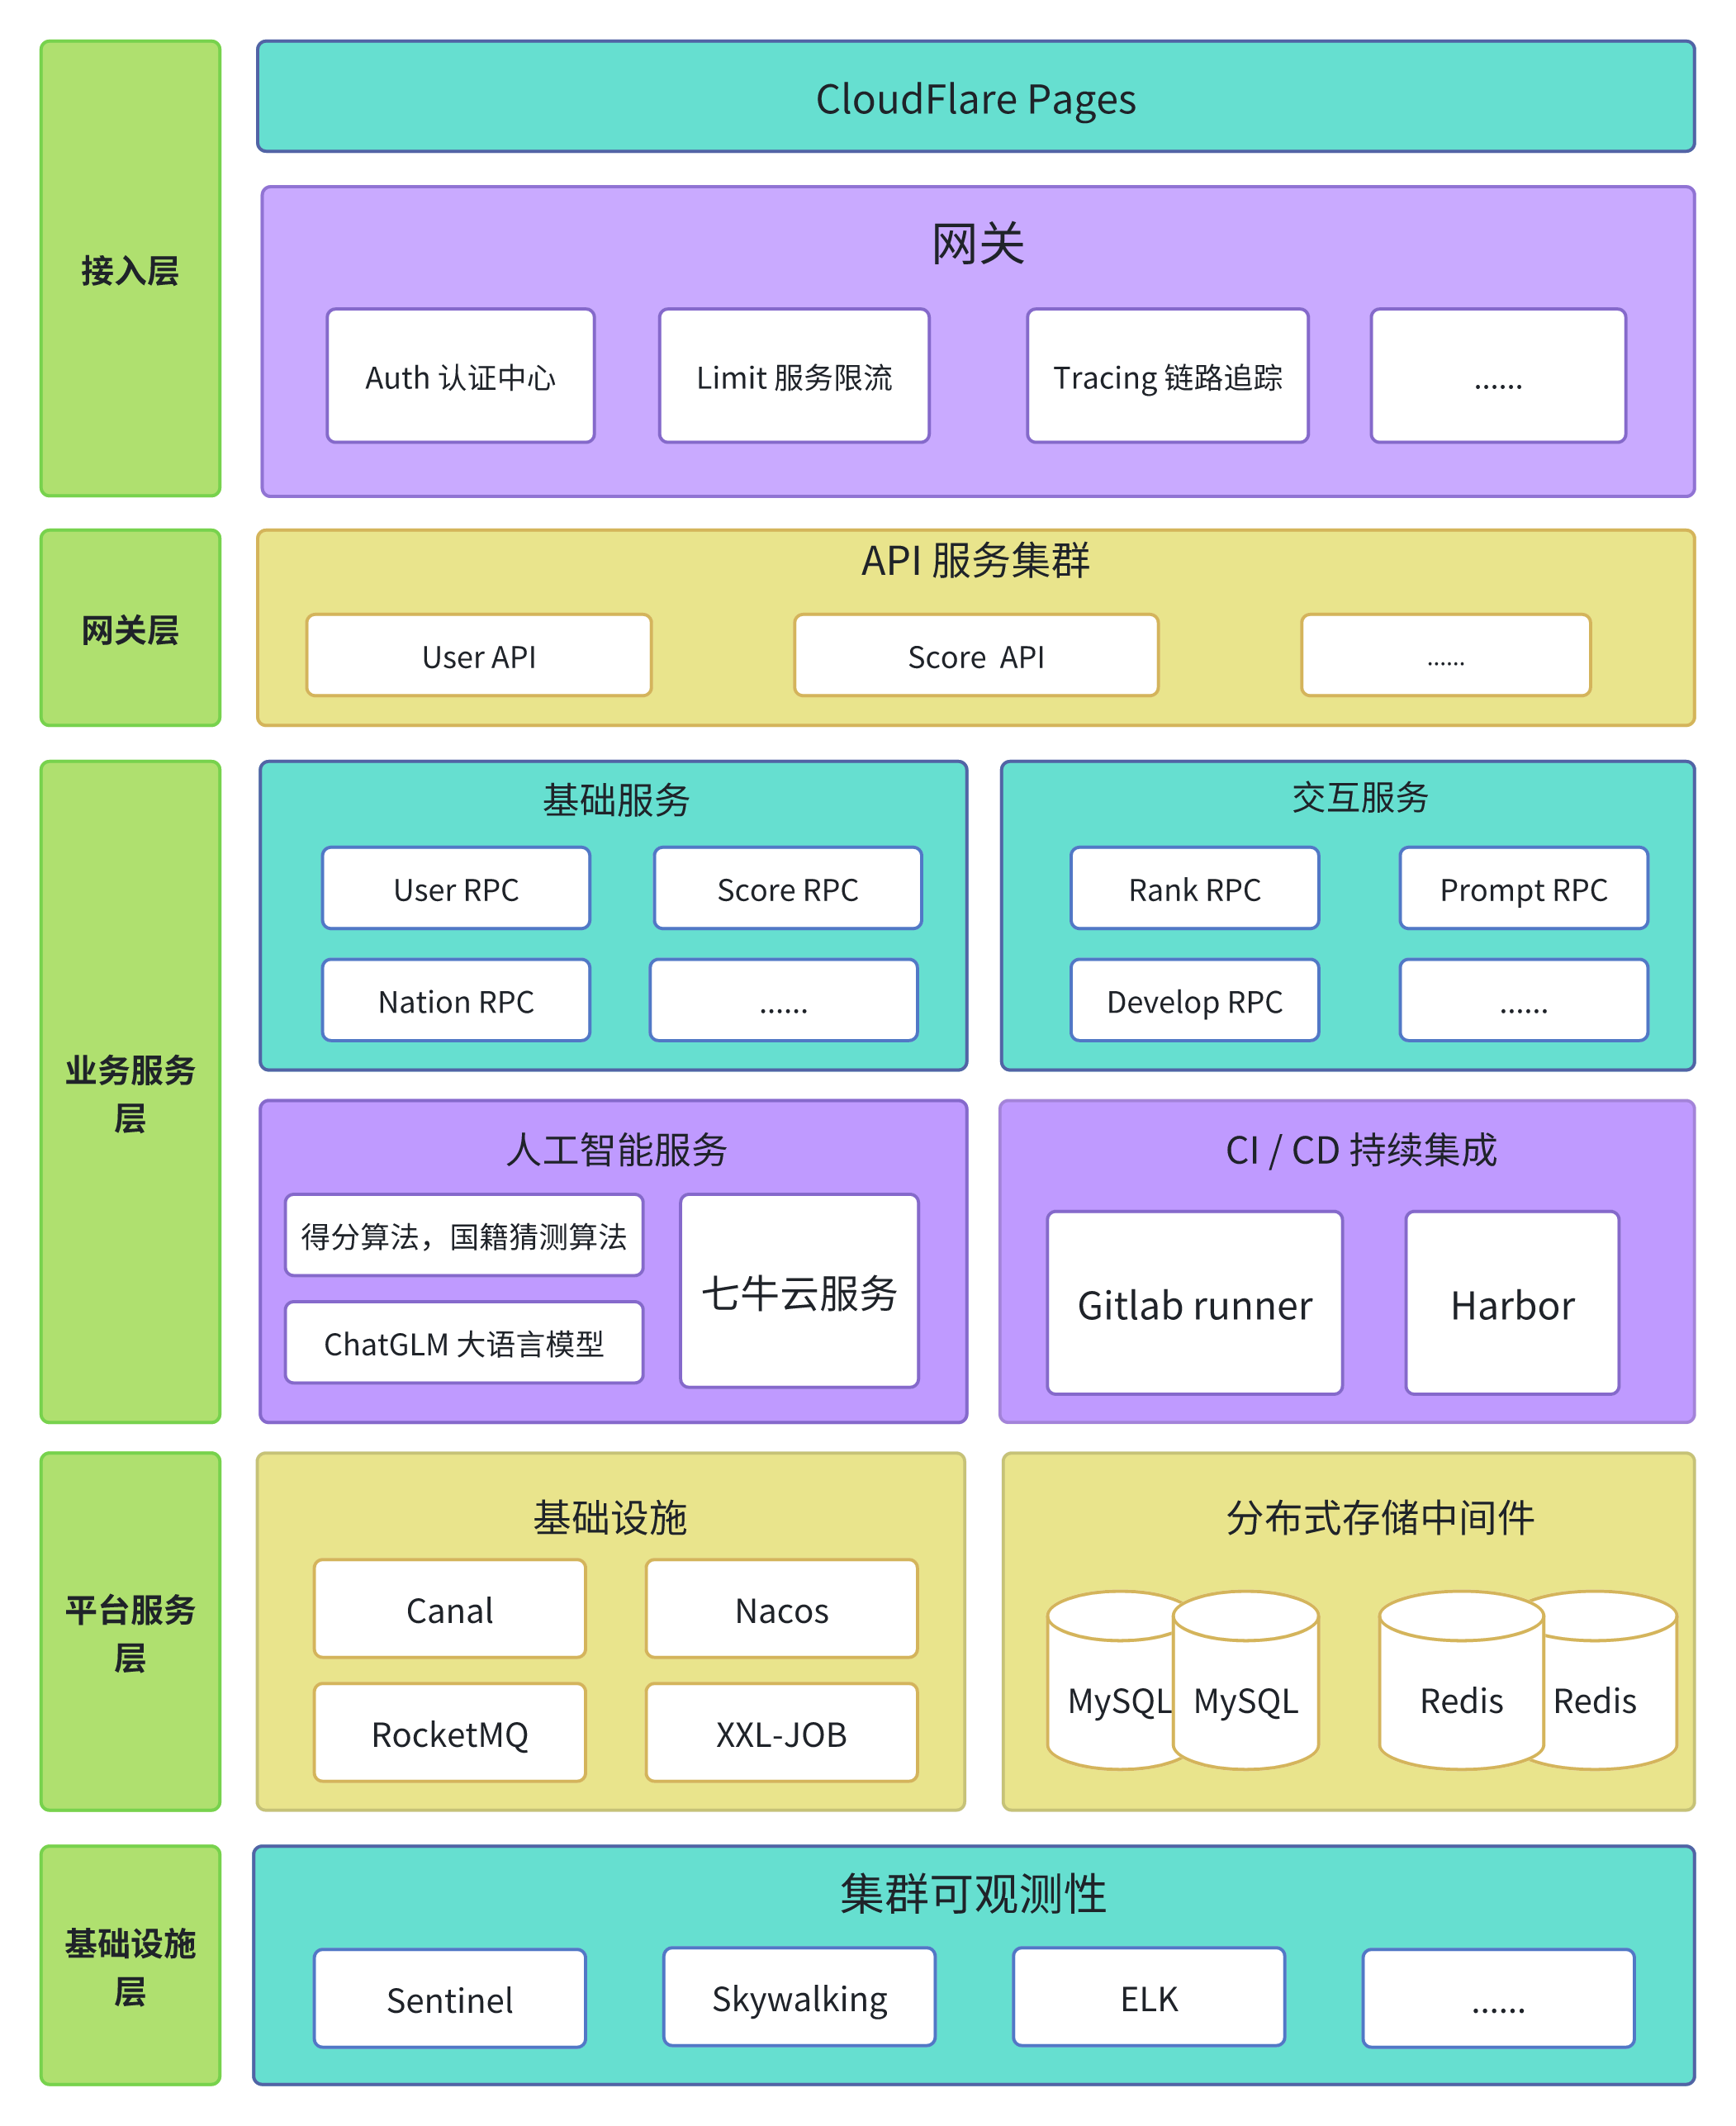 接入层
CloudFlare Pages
网关
Auth 认证中心
Limit 服务限流
Tracing 链路追踪
......
网关层
API 服务集群
User API
Score  API
......
业务服务
层
基础服务
User RPC
Score RPC
Nation RPC
......
交互服务
Rank RPC
Prompt RPC
Develop RPC
......
人工智能服务
得分算法，国籍猜测算法
ChatGLM 大语言模型
七牛云服务
CI / CD 持续集成
Gitlab runner
Harbor
平台服务
层
基础设施
Canal
Nacos
RocketMQ
XXL-JOB
分布式存储中间件
MySQL
MySQL
Redis
Redis
基础设施
层
集群可观测性
Sentinel
Skywalking
ELK
......